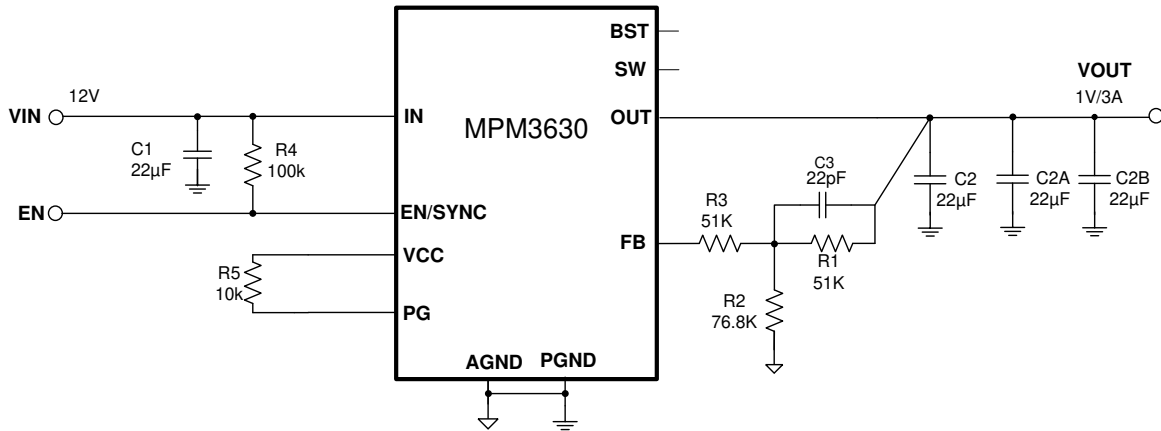 BST
SW
VIN
12V
IN
MPM3630
OUT
VOUT
1V/3A
C1
22µF
R4
100k
EN
EN/SYNC
C3
22pF
C2
22µF
C2A
22µF
C2B
22µF
R3
51K
FB
R1
51K
VCC
R5
10k
PG
R2
76.8K
AGND
PGND